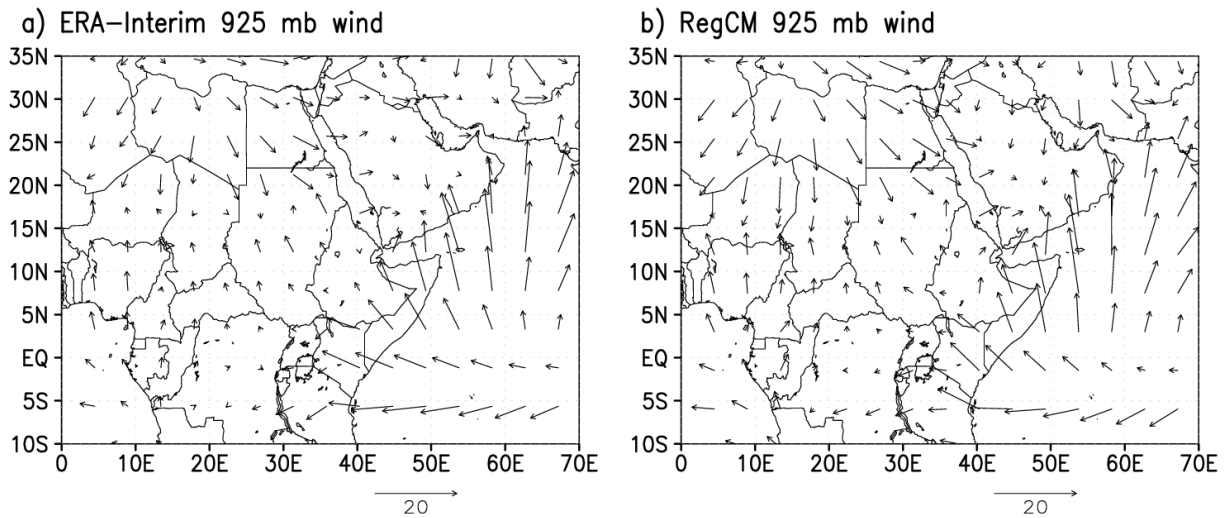 a) ERA-Interim 925 mb wind
35N
30N
25N
20N
15N
10N
5N
EQ
5S
10S
0 10E 20E 30E 40E 50E 60E 70E
20
b) RegCM 925 mb wind
35N
30N
25N
20N
15N
10N
5N
EQ
5S
10S
0 10E 20E 30E 40E 50E 60E 70E
20